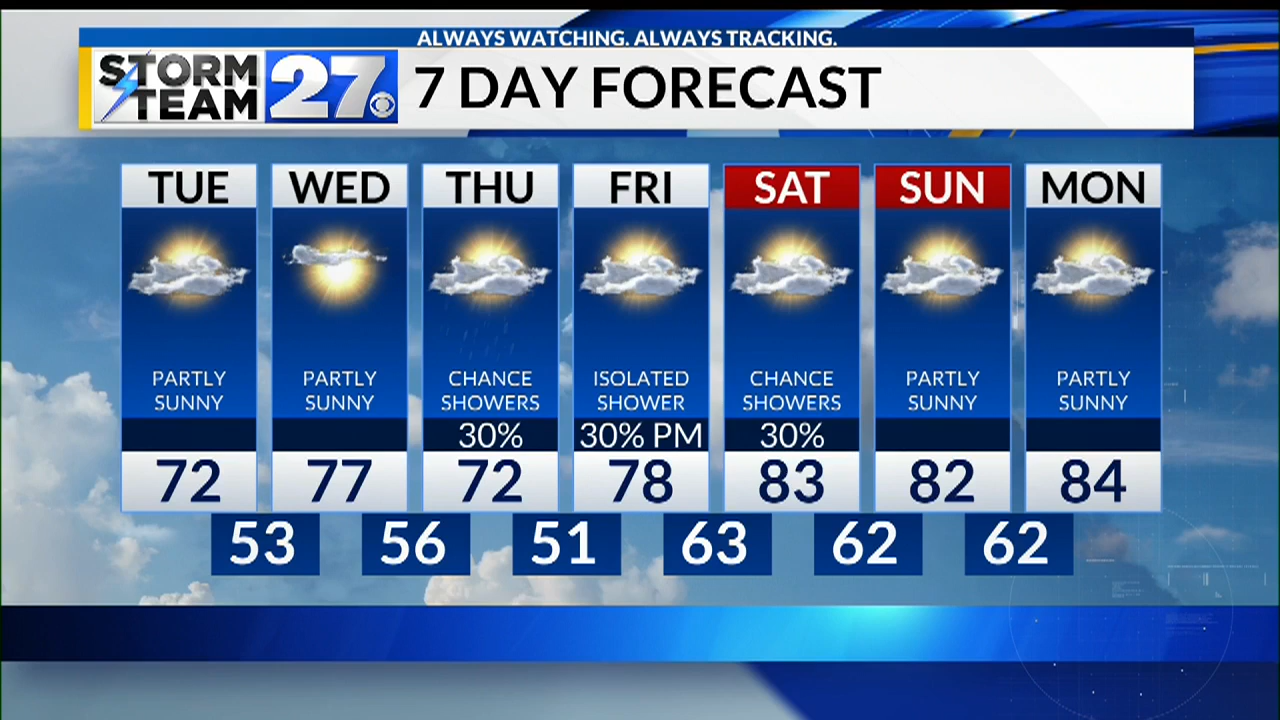 ALWAYS WATCHING. ALWAYS TRACKING.
STORM TEAM 27
7 DAY FORECAST
TUE WED THU FRI SAT SUN MON
PARTLY PARTLY CHANCE ISOLATED CHANCE PARTLY PARTLY
SUNNY SUNNY SHOWERS SHOWER SHOWERS SUNNY SUNNY
30% 30% PM 30%
72 77 72 78 83 82 84
53 56 51 63 62 62